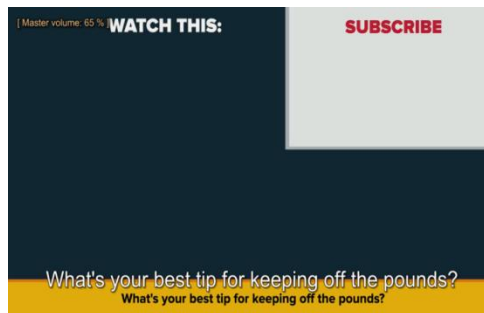 [ Master volume: 65 % ]
WATCH THIS:
SUBSCRIBE
What's your best tip for keeping off the pounds?
What's your best tip for keeping off the pounds?